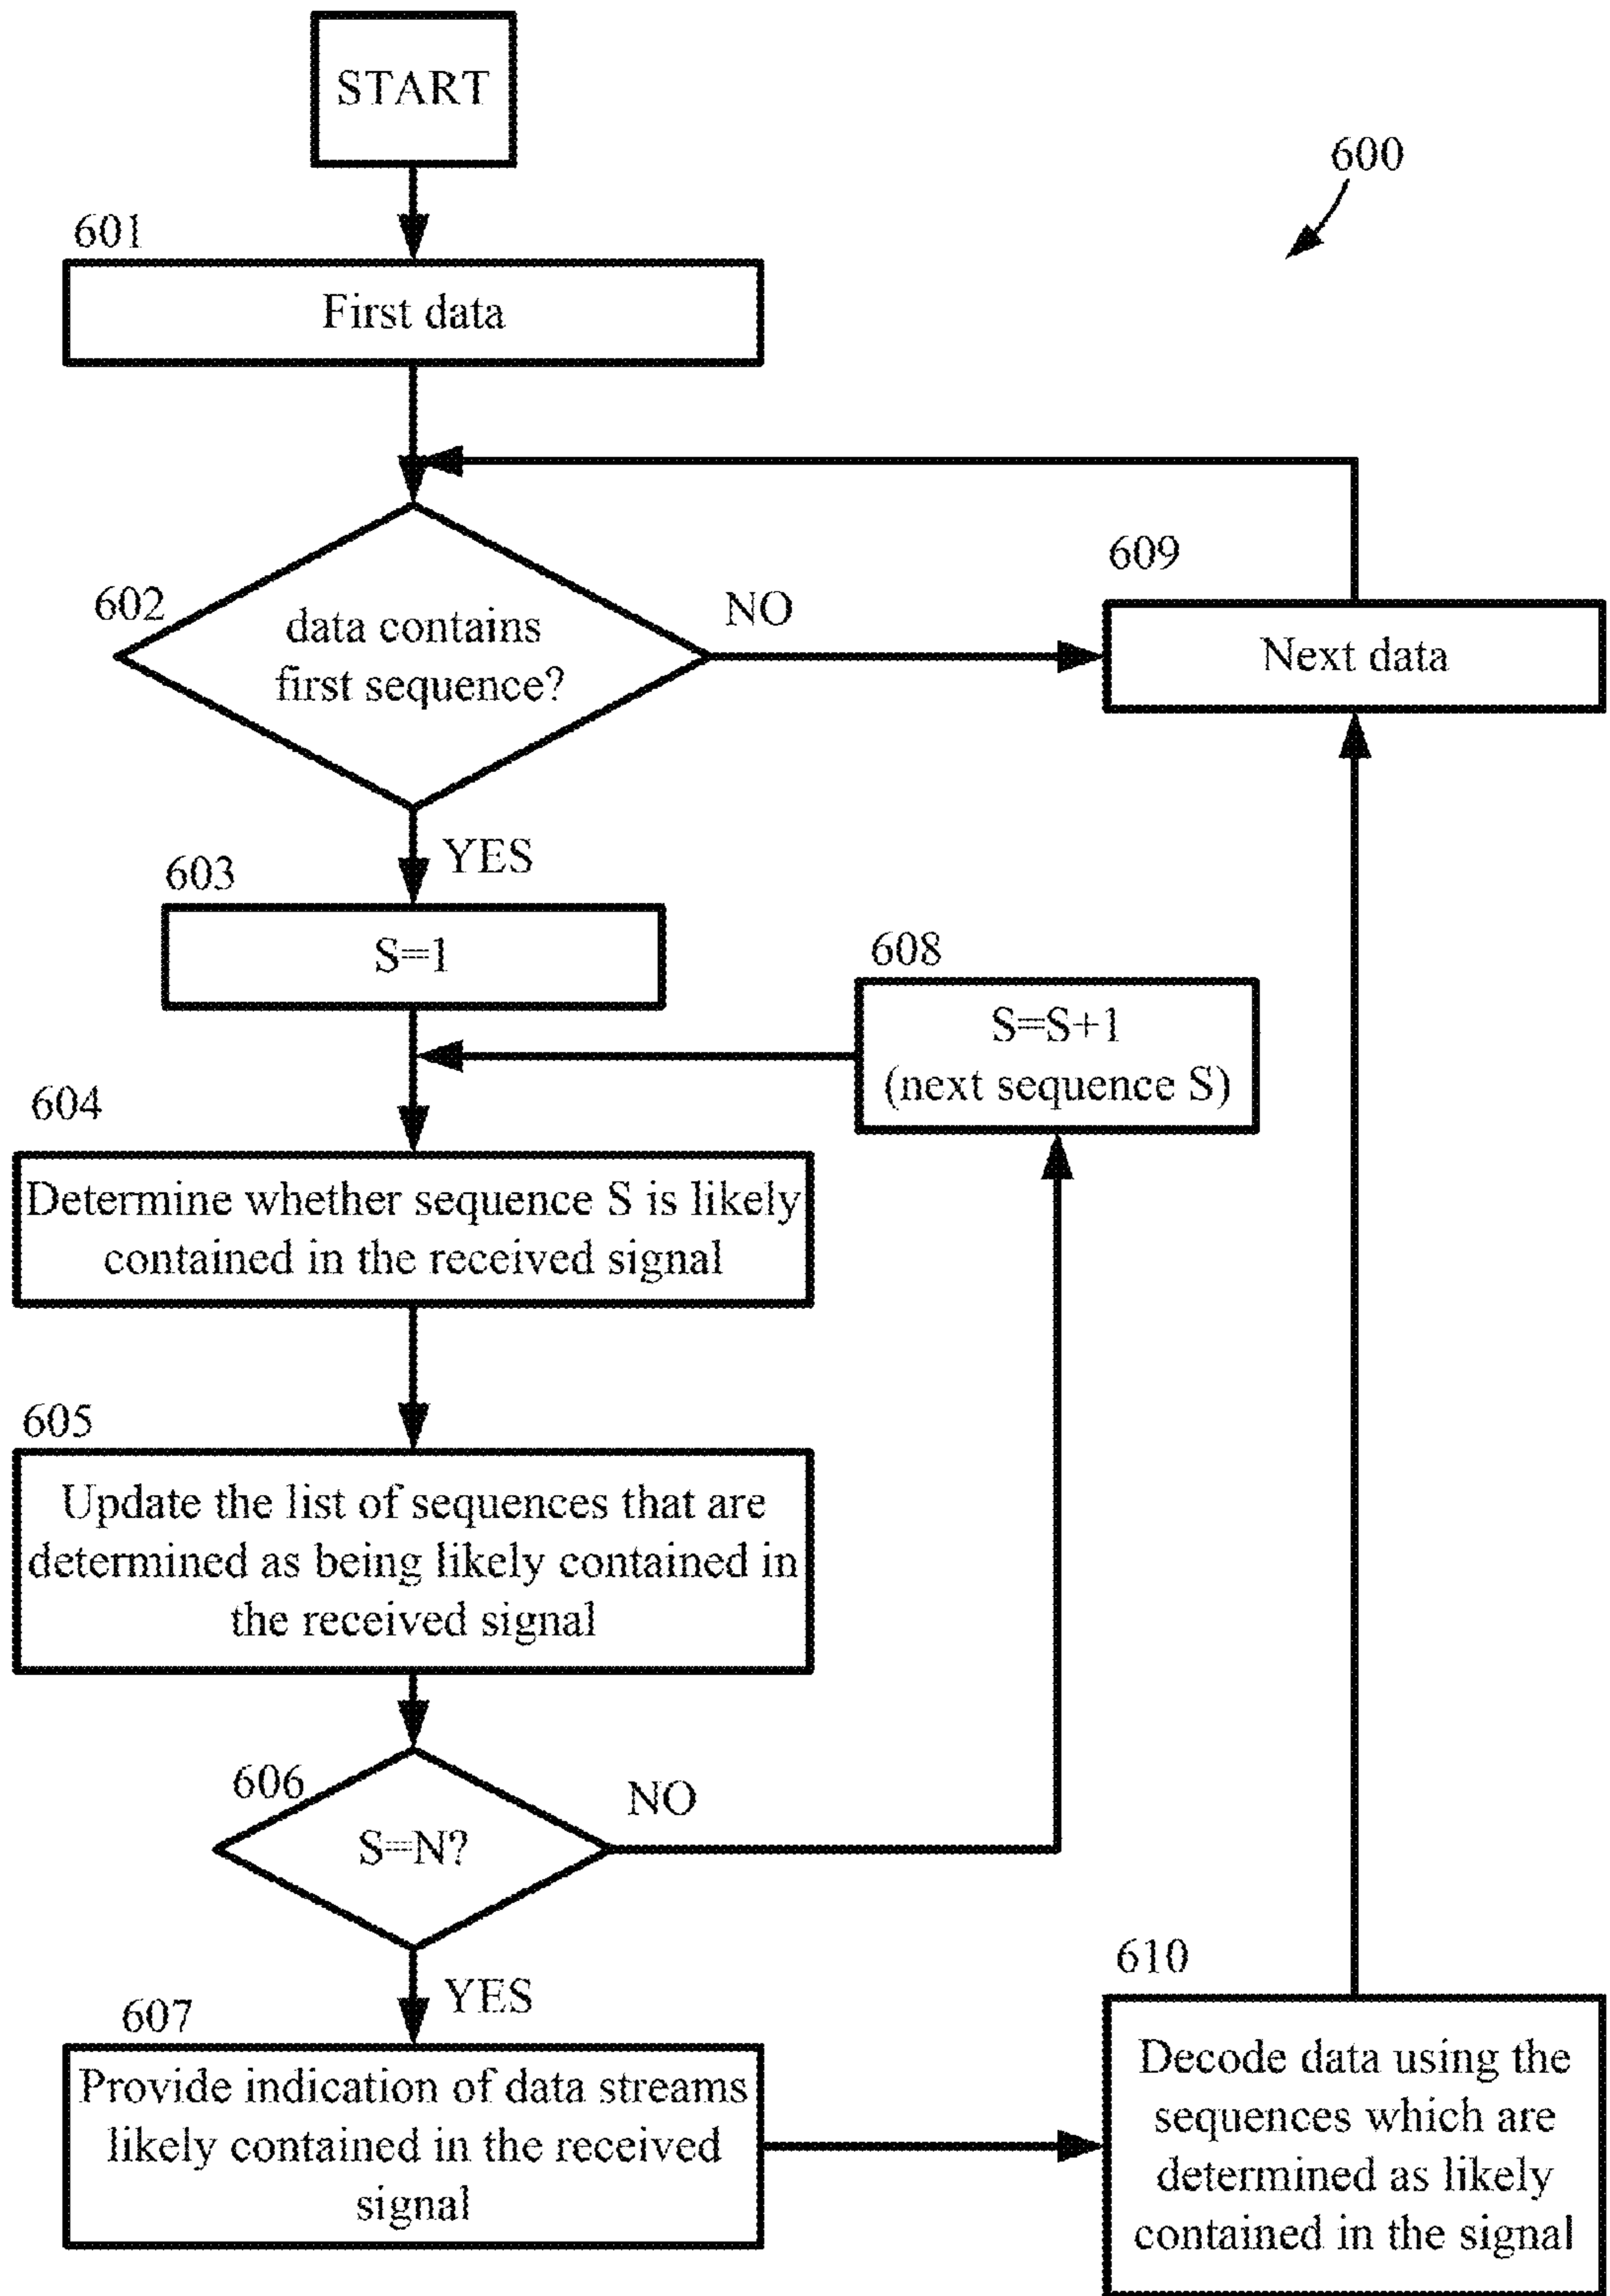 START
600
601
First data
602
data contains
first sequence?
NO
609
Next data
YES
603
S=1
608
S=S+1
(next sequence S)
604
Determine whether sequence S is likely
contained in the received signal
605
Update the list of sequences that are
determined as being likely contained in
the received signal
606
S=N?
NO
YES
607
Provide indication of data streams
likely contained in the received
signal
610
Decode data using the
sequences which are
determined as likely
contained in the signal